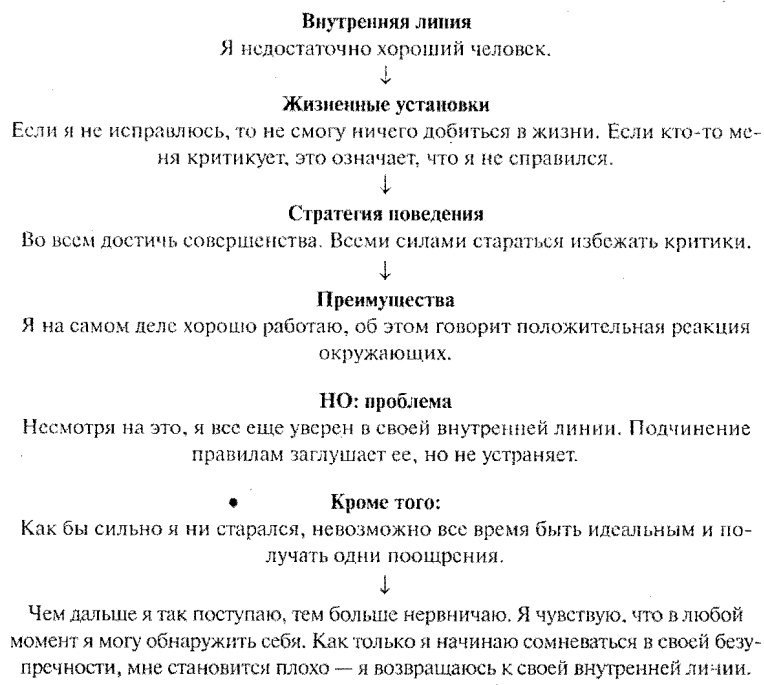 Внутренняя линия
Я недостаточно хороший человек.
↓
Жизненные установки
Если я не исправлюсь, то не смогу ничего добиться в жизни. Если кто-то ме-
ня критикует, это означает, что я не справился.
↓
Стратегия поведения
Во всем достичь совершенства. Всеми силами стараться избежать критики.
↓
Преимущества
Я на самом деле хорошо работаю, об этом говорит положительная реакция
окружающих.
НО: проблема
Несмотря на это, я все еще уверен в своей внутренней линии. Подчинение
правилам заглушает ее, но не устраняет.
• Кроме того:
Как бы сильно я ни старался, невозможно все время быть идеальным и по-
лучать одни поощрения.
↓
Чем дальше я так поступаю, тем больше нервничаю. Я чувствую, что в любой
момент я могу обнаружить себя. Как только я начинаю сомневаться в своей безу-
пречности, мне становится плохо — я возвращаюсь к своей внутренней линии.